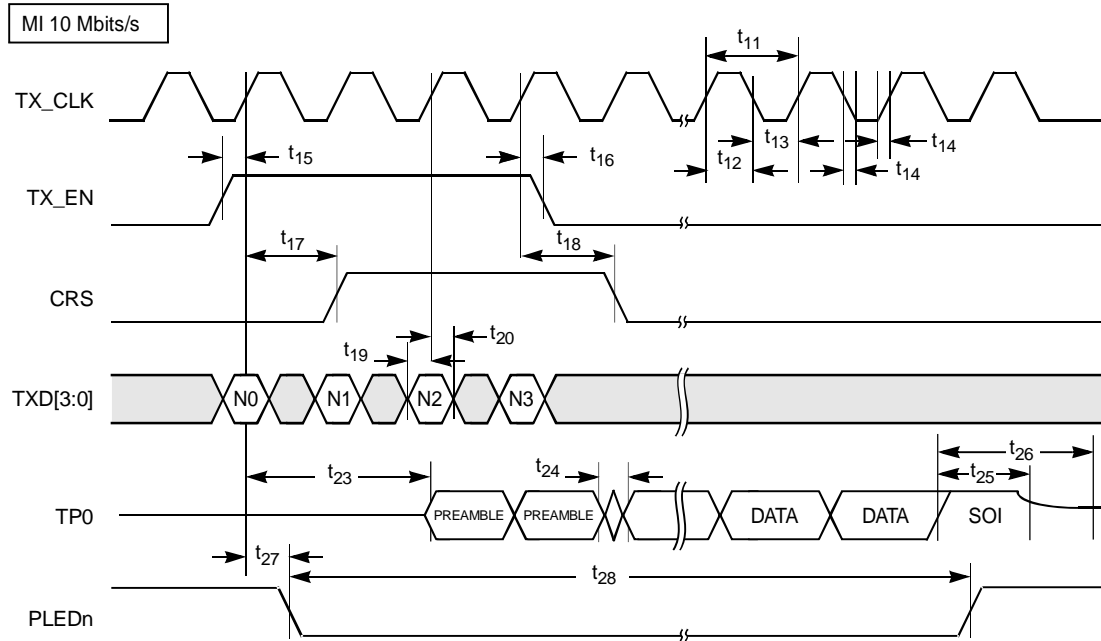 MI 10 Mbits/s
t11
TX_CLK
t15
t16
t12
t13
t14
t14
TX_EN
t17
t18
CRS
t19
t20
TXD[3:0]
N0
N1
N2
N3
t23
t24
t26
t25
TP0
PREAMBLE
PREAMBLE
DATA
DATA
SOI
t27
t28
PLEDn